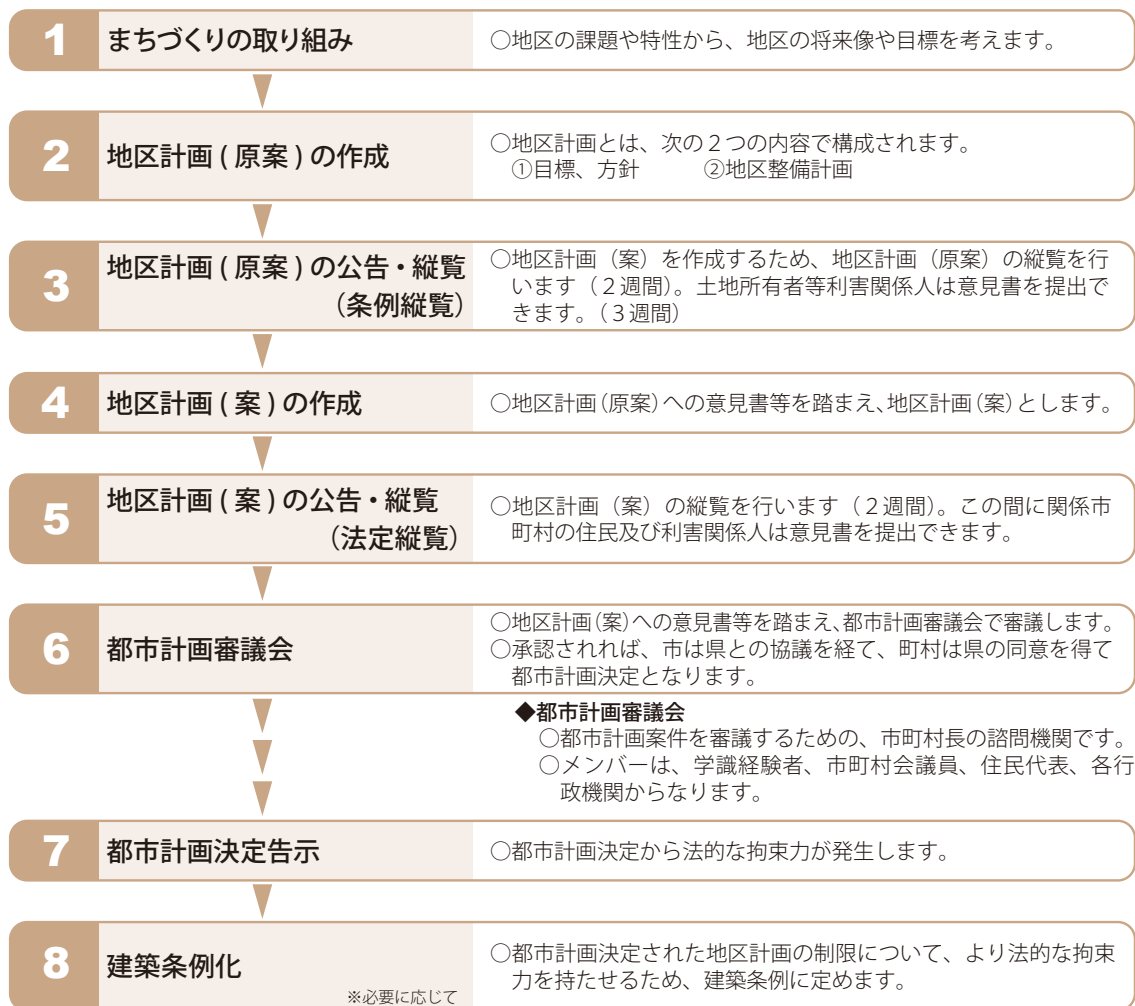 1 まちづくりの取り組み
○地区の課題や特性から、地区の将来像や目標を考えます。
2 地区計画 ( 原案 ) の作成
○地区計画とは、次の２つの内容で構成されます。
①目標、方針　　②地区整備計画
3 地区計画 ( 原案 ) の公告・縦覧
（条例縦覧）
○地区計画（案）を作成するため、地区計画（原案）の縦覧を行
います（２週間）。土地所有者等利害関係人は意見書を提出で
きます。（３週間）
4 地区計画 ( 案 ) の作成
○地区計画（原案）への意見書等を踏まえ、地区計画（案）とします。
5 地区計画 ( 案 ) の公告・縦覧
（法定縦覧）
○地区計画（案）の縦覧を行います（２週間）。この間に関係市
町村の住民及び利害関係人は意見書を提出できます。
6 都市計画審議会
○地区計画（案）への意見書等を踏まえ、都市計画審議会で審議します。
○承認されれば、市は県との協議を経て、町村は県の同意を得て
都市計画決定となります。
◆都市計画審議会
○都市計画案件を審議するための、市町村長の諮問機関です。
○メンバーは、学識経験者、市町村会議員、住民代表、各行
政機関からなります。
7 都市計画決定告示
○都市計画決定から法的な拘束力が発生します。
8 建築条例化
※必要に応じて
○都市計画決定された地区計画の制限について、より法的な拘束
力を持たせるため、建築条例に定めます。